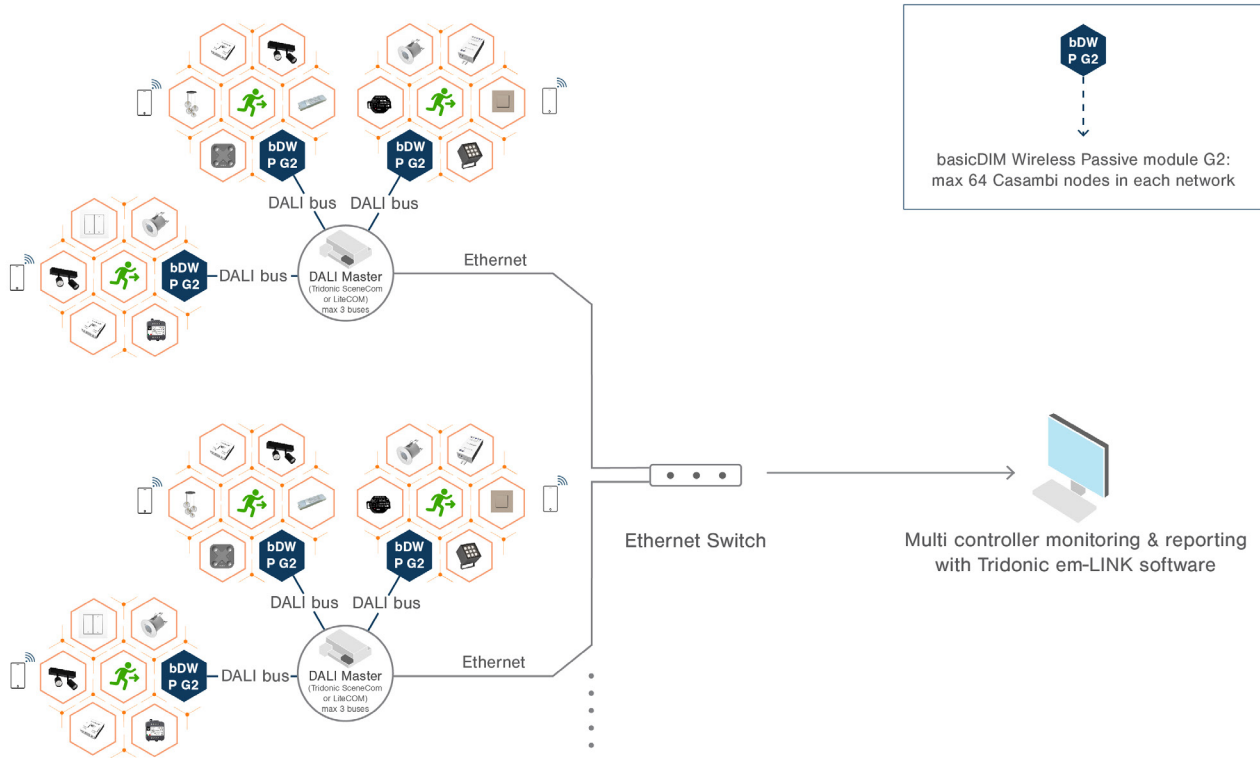 bDW
P G2
basicDIM Wireless Passive module G2:
max 64 Casambi nodes in each network
bDW
P G2
bDW
P G2
DALI bus
DALI bus
bDW
P G2
DALI bus
DALI Master
(Tridonic SceneCom
or LiteCOM)
max 3 buses
Ethernet
bDW
P G2
bDW
P G2
DALI bus
DALI bus
bDW
P G2
DALI bus
DALI Master
(Tridonic SceneCom
or LiteCOM)
max 3 buses
Ethernet
Ethernet Switch
Multi controller monitoring & reporting
with Tridonic em-LINK software